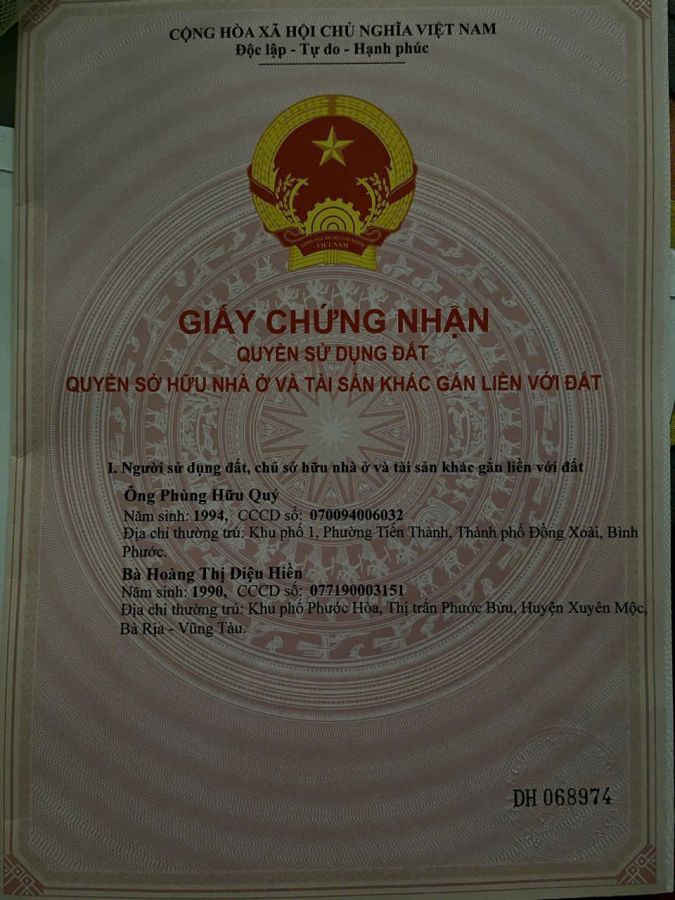 CỘNG HÒA XÃ HỘI CHỦ NGHĨA VIỆT NAM
Độc lập - Tự do - Hạnh phúc
VIỆT NAM
GIẤY CHỨNG NHẬN
QUYỀN SỬ DỤNG ĐẤT
QUYỀN SỞ HỮU NHÀ Ở VÀ TÀI SẢN KHÁC GẮN LIỀN VỚI ĐẤT
I. Người sử dụng đất, chủ sở hữu nhà ở và tài sản khác gắn liền với đất
Ông Phùng Hữu Quý
Năm sinh: 1994, CCCD số: 070094006032
Địa chỉ thường trú: Khu phố 1, Phường Tiến Thành, Thành phố Đồng Xoài, Bình
Phước.
Bà Hoàng Thị Diệu Hiền
Năm sinh: 1990, CCCD số: 077190003151
Địa chỉ thường trú: Khu phố Phước Hòa, Thị trấn Phước Bửu, Huyện Xuyên Mộc,
Bà Rịa - Vũng Tàu.
DH 068974